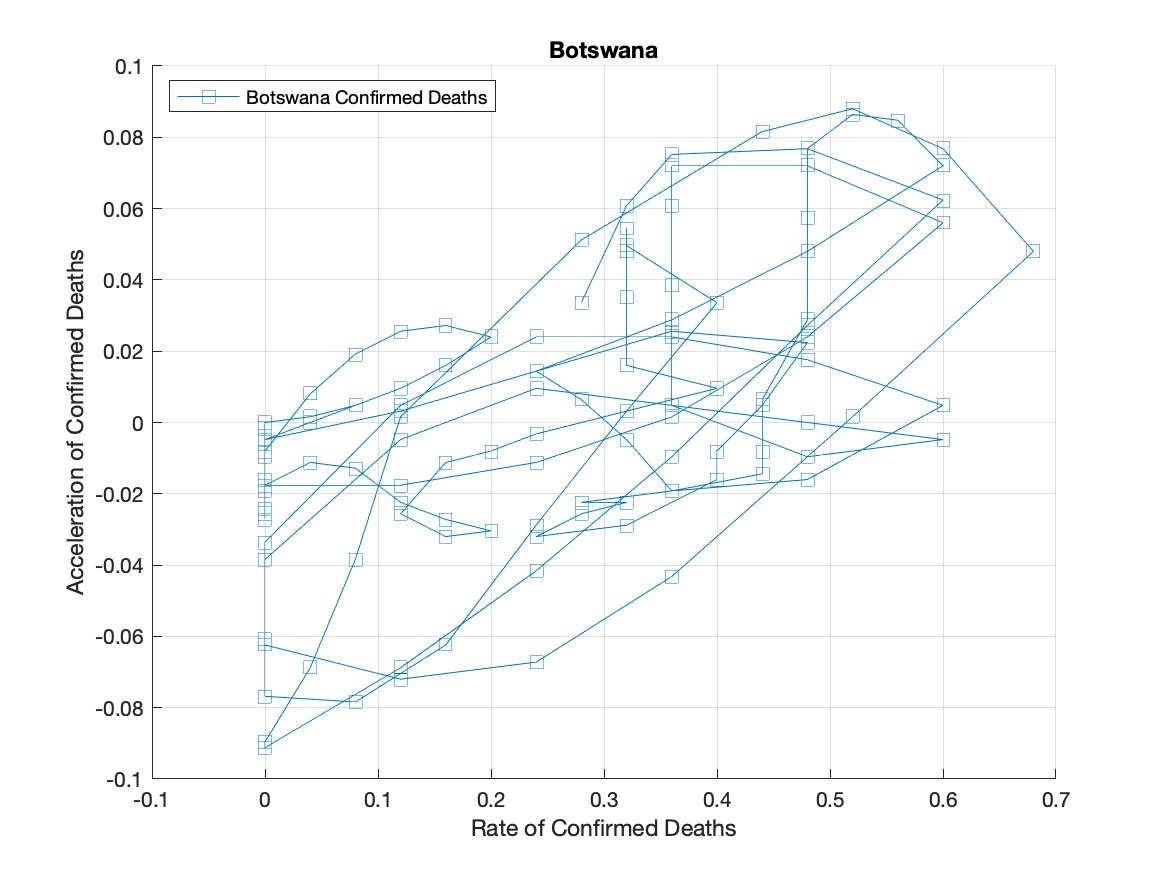 Botswana
Botswana Confirmed Deaths
Acceleration of Confirmed Deaths
0.1
0.08
0.06
0.04
0.02
0
-0.02
-0.04
-0.06
-0.08
-0.1
-0.1 0 0.1 0.2 0.3 0.4 0.5 0.6 0.7
Rate of Confirmed Deaths